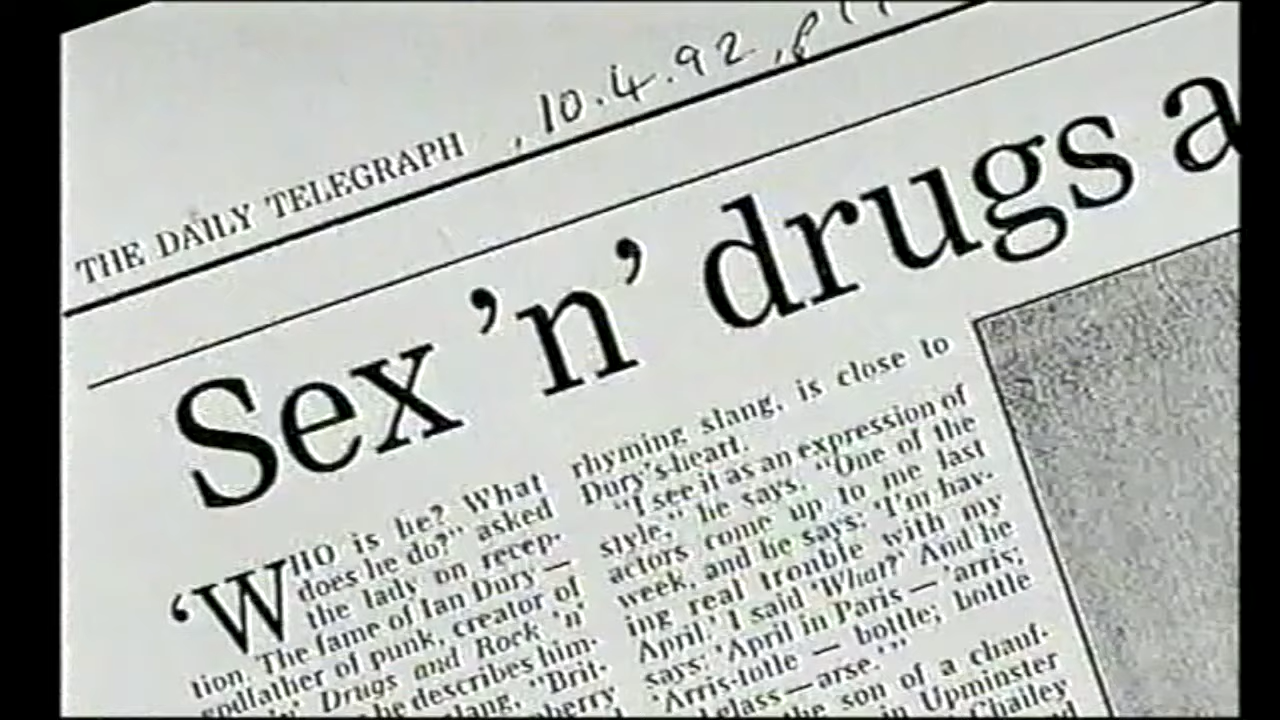 THE DAILY TELEGRAPH , 10.4.92,
Sex 'n' drugs a
'WHO is he? What
does he do?" asked
the lady on recep-
tion. The fame of Ian Dury —
godfather of punk, creator of
Drugs and Rock 'n'
he describes him-
"Brit-
rhyming slang, is close to
Dury's heart.
"I see it as an expression of
style," he says. "One of the
actors come up to me last
week, and he says: 'I'm hav-
ing real trouble with my
April.' I said 'What?' And he
says: 'April in Paris — 'arris;
'Arris-totle — bottle; bottle
class — arse.'"
the son of a chauf-
in Upminster
Chailey